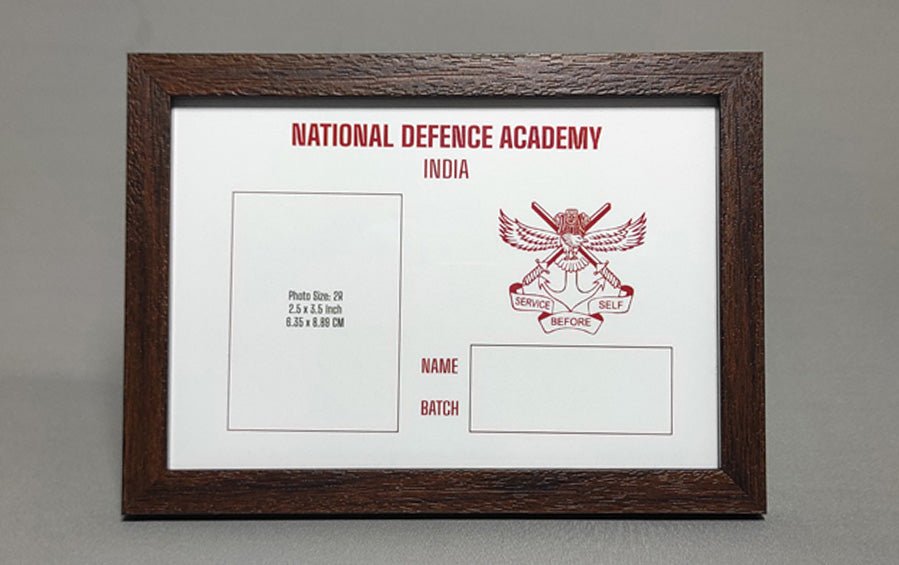 NATIONAL DEFENCE ACADEMY
INDIA
Photo Size: 2R
2.5 x 3.5 Inch
6.35 x 8.89 CM
SERVICE BEFORE SELF
NAME
BATCH